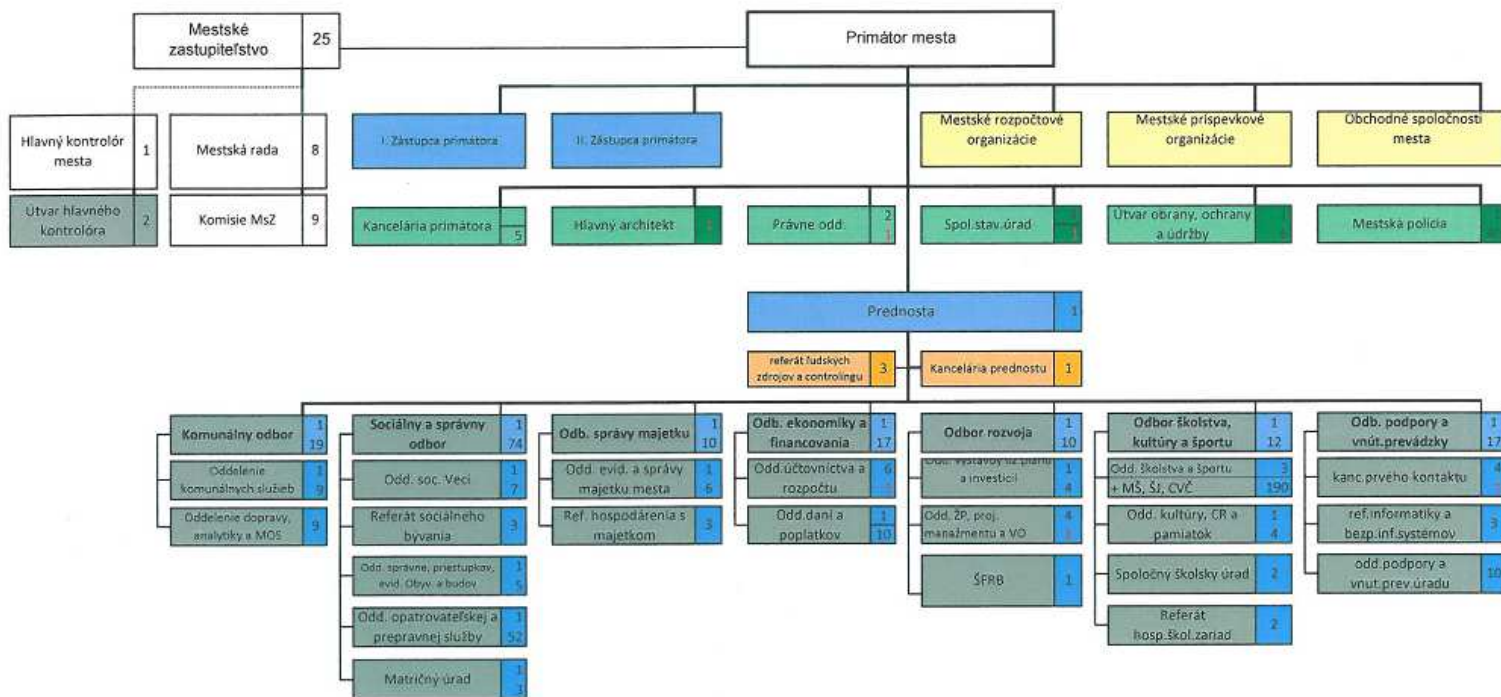 Mestské
zastupiteľstvo
25
Primátor mesta
Hlavný kontrolór
mesta
1
Mestská rada
8
I. Zástupca primátora
II. Zástupca primátora
Mestské rozpočtové
organizácie
Mestské príspevkové
organizácie
Obchodné spoločnosti
mesta
Útvar hlavného
kontrolóra
2
Komisie MsZ
9
Kancelária primátora
5
Hlavný architekt
Právne odd.
2
1
Spol.stav.úrad
Útvar obrany, ochrany
a údržby
Mestská polícia
Prednosta
1
referát ľudských
zdrojov a controlingu
3
Kancelária prednostu
1
Komunálny odbor
1
19
Sociálny a správny
odbor
1
74
Odb. správy majetku
1
10
Odb. ekonomiky a
financovania
1
17
Odbor rozvoja
1
10
Odbor školstva,
kultúry a športu
1
12
Odb. podpory a
vnút.prevádzky
1
17
Oddelenie
komunálnych služieb
1
9
Odd. soc. Veci
1
7
Odd. evid. a správy
majetku mesta
1
6
Odd.účtovníctva a
rozpočtu
6
Odd. výstavby úz.plánu
a investícií
1
4
Odd. školstva a športu
3
+ MŠ, ŠJ, CVČ
190
kanc.prvého kontaktu
4
Oddelenie dopravy,
analytiky a MOS
9
Referát sociálneho
bývania
3
Ref. hospodárenia s
majetkom
3
Odd.daní a
poplatkov
1
10
Odd. ŽP, proj.
manažmentu a VO
4
Odd. kultúry, CR a
pamiatok
1
4
ref.informatiky a
bezp.inf.systémov
3
Odd. správne, priestupkov,
evid. Obyv. a budov
1
5
ŠFRB
1
Spoločný školsky úrad
2
odd.podpory a
vnut.prev.úradu
10
Odd. opatrovateľskej a
prepravnej služby
1
52
Referát
hosp.škol.zariad
2
Matričný úrad
1
3